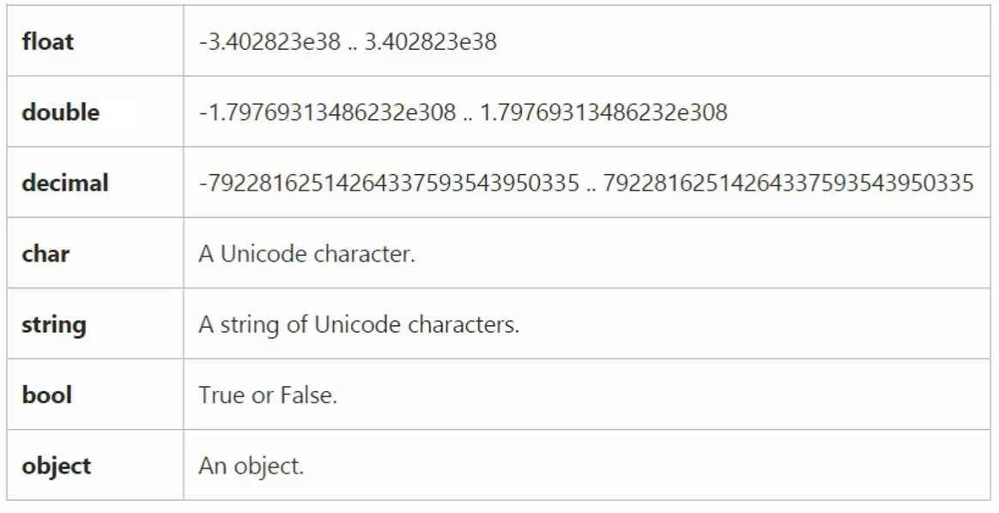 float -3.402823e38 .. 3.402823e38
double -1.79769313486232e308 .. 1.79769313486232e308
decimal -79228162514264337593543950335 .. 79228162514264337593543950335
char A Unicode character.
string A string of Unicode characters.
bool True or False.
object An object.